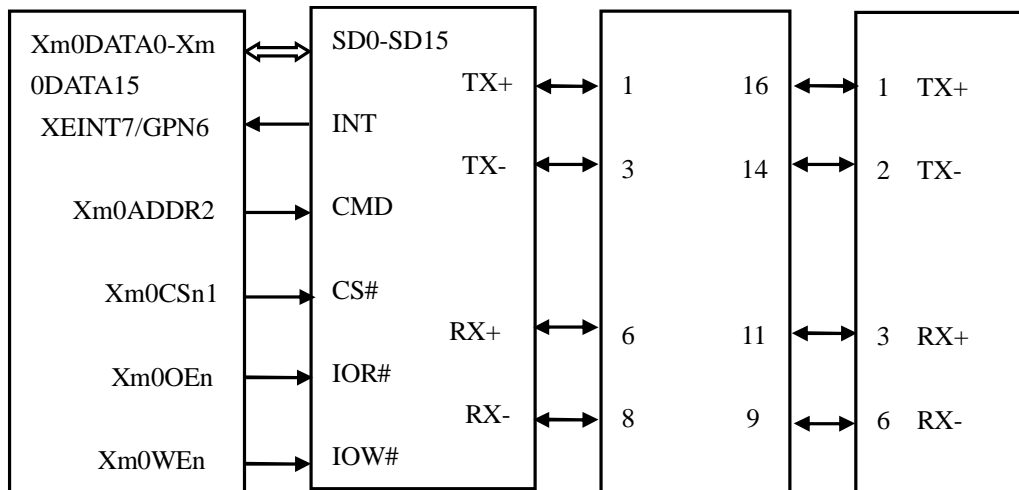 Xm0DATA0-Xm
0DATA15
XEINT7/GPN6
Xm0ADDR2
Xm0CSn1
Xm0OEn
Xm0WEn
SD0-SD15
TX+
INT
TX-
CMD
CS#
RX+
IOR#
RX-
IOW#
1 16
3 14
6 11
8 9
1 TX+
2 TX-
3 RX+
6 RX-